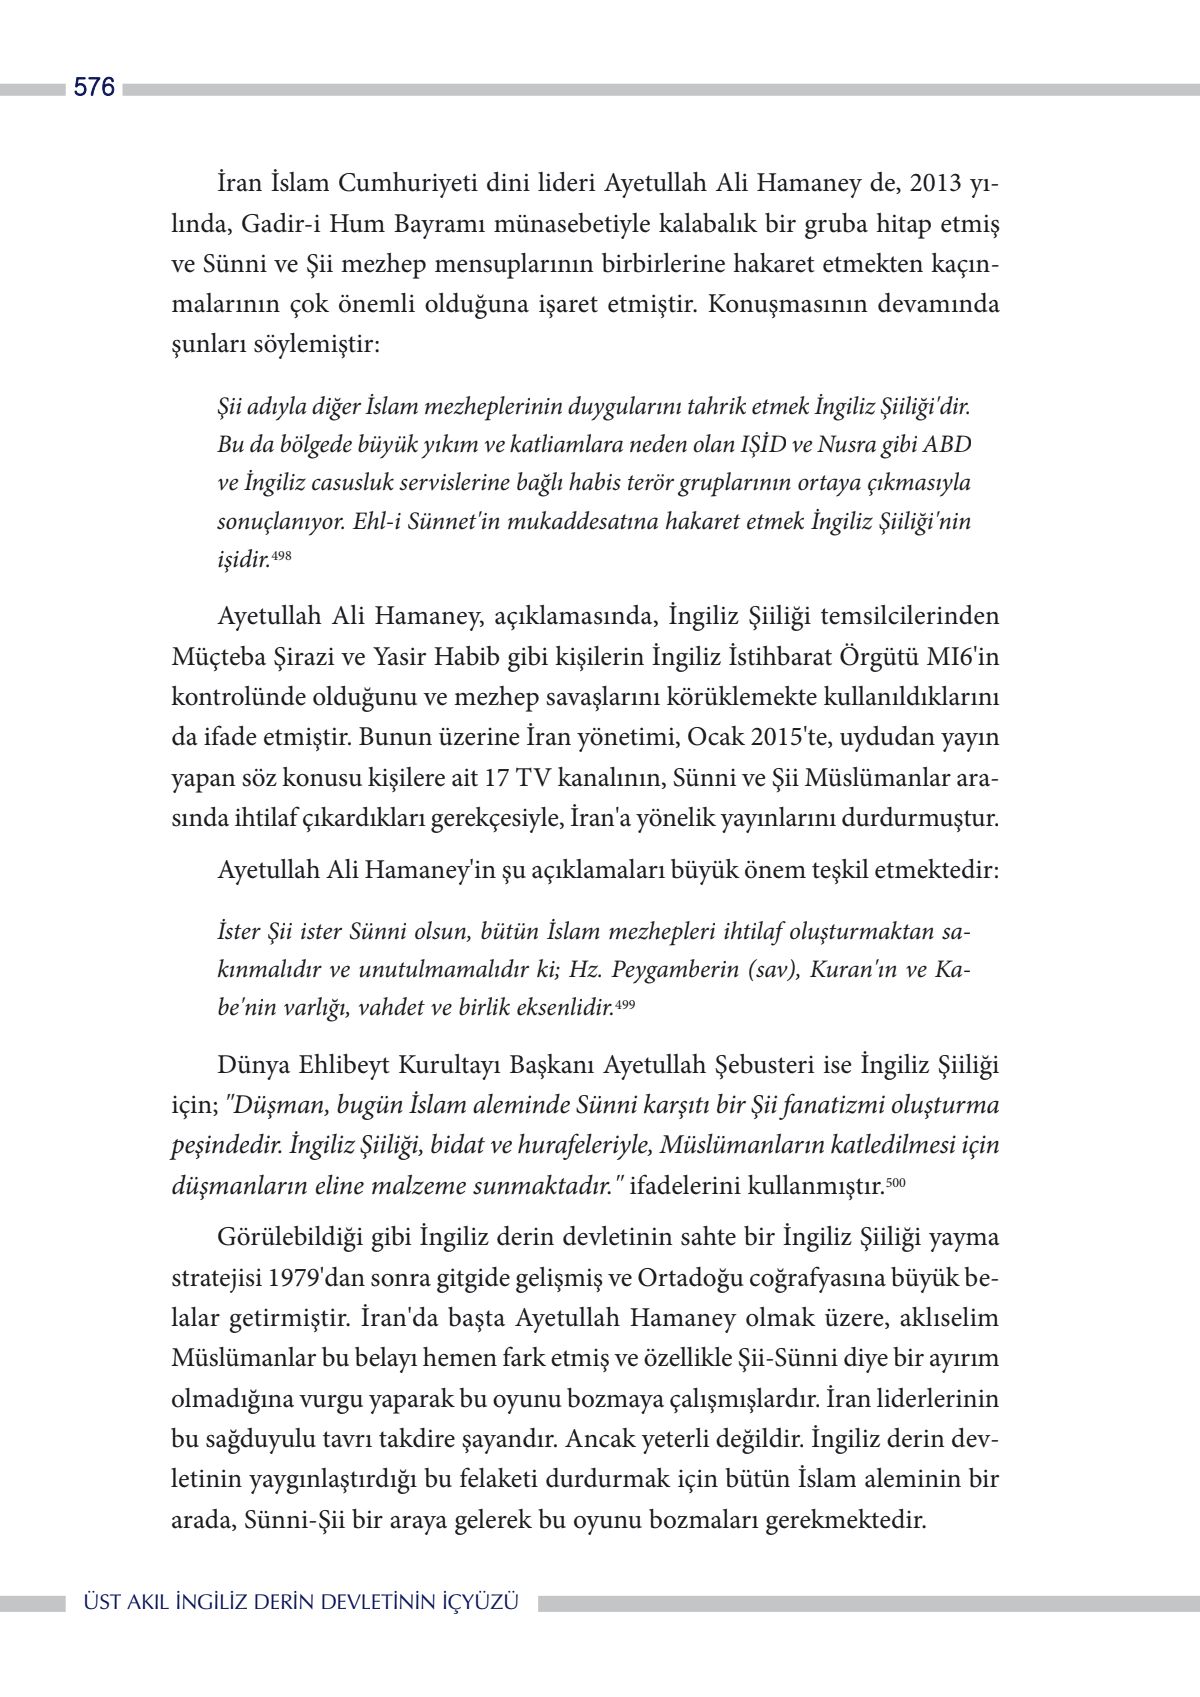 576
İran İslam Cumhuriyeti dini lideri Ayetullah Ali Hamaney de, 2013 yı-
lında, Gadir-i Hum Bayramı münasebetiyle kalabalık bir gruba hitap etmiş
ve Sünni ve Şii mezhep mensuplarının birbirlerine hakaret etmekten kaçın-
malarının çok önemli olduğuna işaret etmiştir. Konuşmasının devamında
şunları söylemiştir:
Şii adıyla diğer İslam mezheplerinin duygularını tahrik etmek İngiliz Şiiliği'dir.
Bu da bölgede büyük yıkım ve katliamlara neden olan IŞİD ve Nusra gibi ABD
ve İngiliz casusluk servislerine bağlı habis terör gruplarının ortaya çıkmasıyla
sonuçlanıyor. Ehl-i Sünnet'in mukaddesatına hakaret etmek İngiliz Şiiliği'nin
işidir.498
Ayetullah Ali Hamaney, açıklamasında, İngiliz Şiiliği temsilcilerinden
Müçteba Şirazi ve Yasir Habib gibi kişilerin İngiliz İstihbarat Örgütü MI6'in
kontrolünde olduğunu ve mezhep savaşlarını körüklemekte kullanıldıklarını
da ifade etmiştir. Bunun üzerine İran yönetimi, Ocak 2015'te, uydudan yayın
yapan söz konusu kişilere ait 17 TV kanalının, Sünni ve Şii Müslümanlar ara-
sında ihtilaf çıkardıkları gerekçesiyle, İran'a yönelik yayınlarını durdurmuştur.
Ayetullah Ali Hamaney'in şu açıklamaları büyük önem teşkil etmektedir:
İster Şii ister Sünni olsun, bütün İslam mezhepleri ihtilaf oluşturmaktan sa-
kınmalıdır ve unutulmamalıdır ki; Hz. Peygamberin (sav), Kuran'ın ve Ka-
be'nin varlığı, vahdet ve birlik eksenlidir.499
Dünya Ehlibeyt Kurultayı Başkanı Ayetullah Şebusteri ise İngiliz Şiiliği
için; "Düşman, bugün İslam aleminde Sünni karşıtı bir Şii fanatizmi oluşturma
peşindedir. İngiliz Şiiliği, bidat ve hurafeleriyle, Müslümanların katledilmesi için
düşmanların eline malzeme sunmaktadır." ifadelerini kullanmıştır.500
Görülebildiği gibi İngiliz derin devletinin sahte bir İngiliz Şiiliği yayma
stratejisi 1979'dan sonra gitgide gelişmiş ve Ortadoğu coğrafyasına büyük be-
lalar getirmiştir. İran'da başta Ayetullah Hamaney olmak üzere, aklıselim
Müslümanlar bu belayı hemen fark etmiş ve özellikle Şii-Sünni diye bir ayırım
olmadığına vurgu yaparak bu oyunu bozmaya çalışmışlardır. İran liderlerinin
bu sağduyulu tavrı takdire şayandır. Ancak yeterli değildir. İngiliz derin dev-
letinin yaygınlaştırdığı bu felaketi durdurmak için bütün İslam aleminin bir
arada, Sünni-Şii bir araya gelerek bu oyunu bozmaları gerekmektedir.
ÜST AKIL İNGİLİZ DERİN DEVLETİNİN İÇYÜZÜ